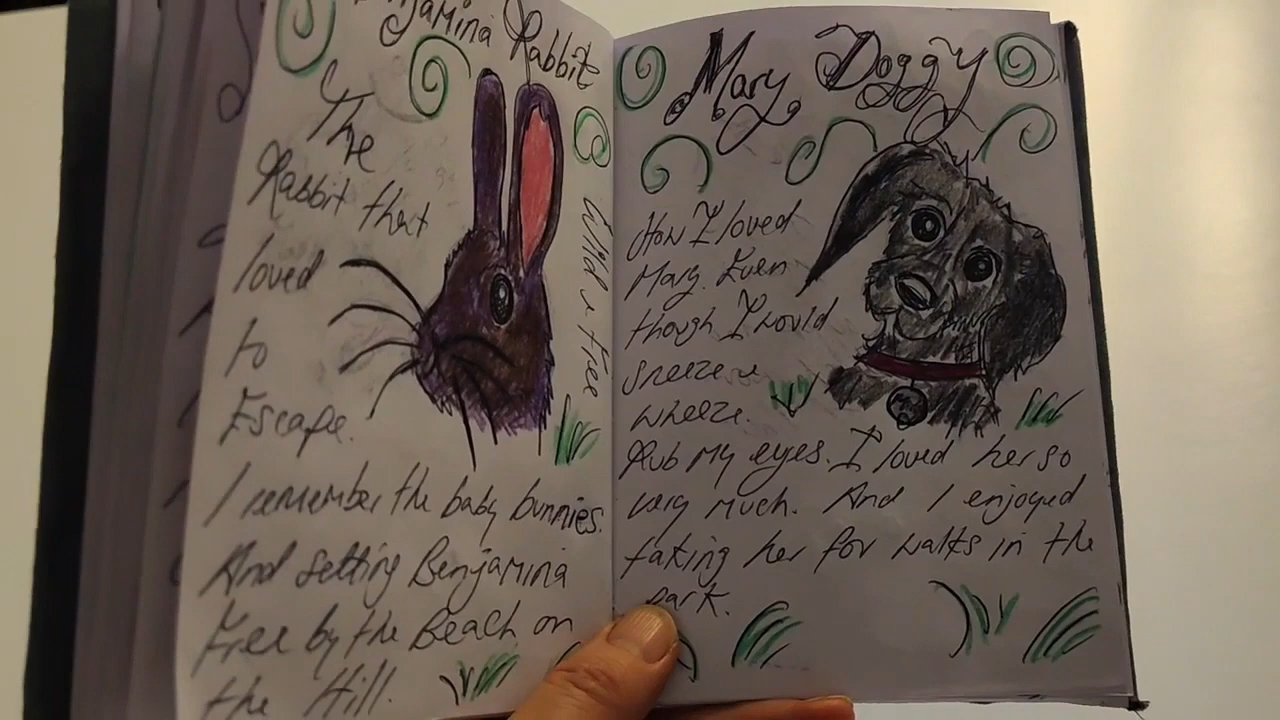 Benjamina Rabbit
The
Rabbit that
loved
to
Escape.
Wild & Free
I remember the baby bunnies.
And setting Benjamina
Free by the Beach on
the Hill.
Mary Doggy
How I loved
Mary. Even
though I would
sneeze &
wheeze.
Rub my eyes. I loved her so
very much. And I enjoyed
taking her for walks in the
park.